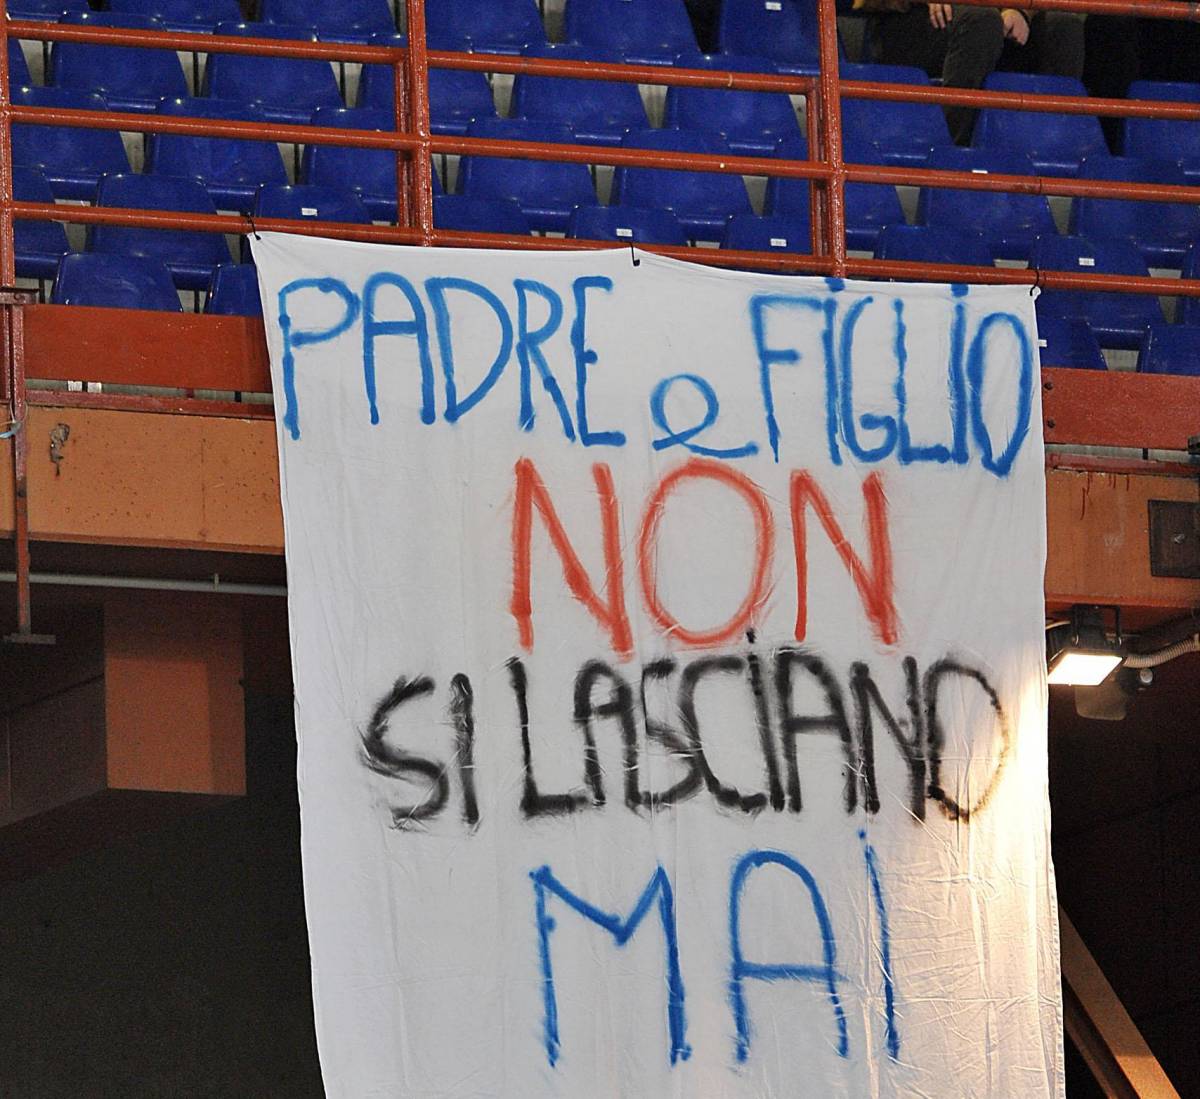 PADRE e FIGLIO
NON
SI LASCIANO
MAI